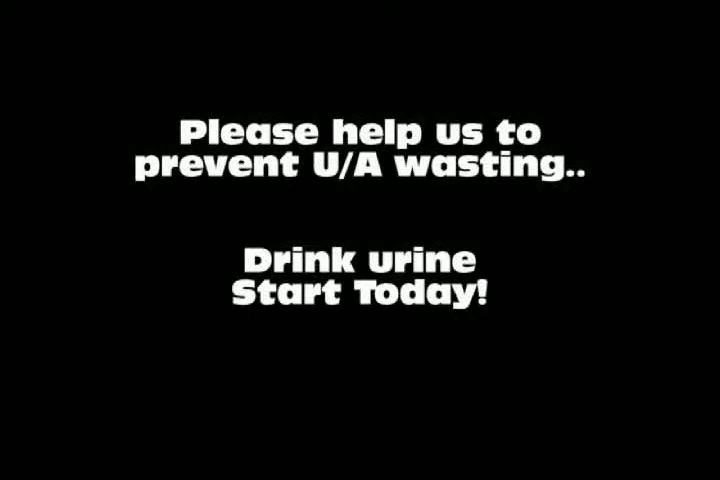 Please help us to
prevent U/A wasting..
Drink urine
Start Today!